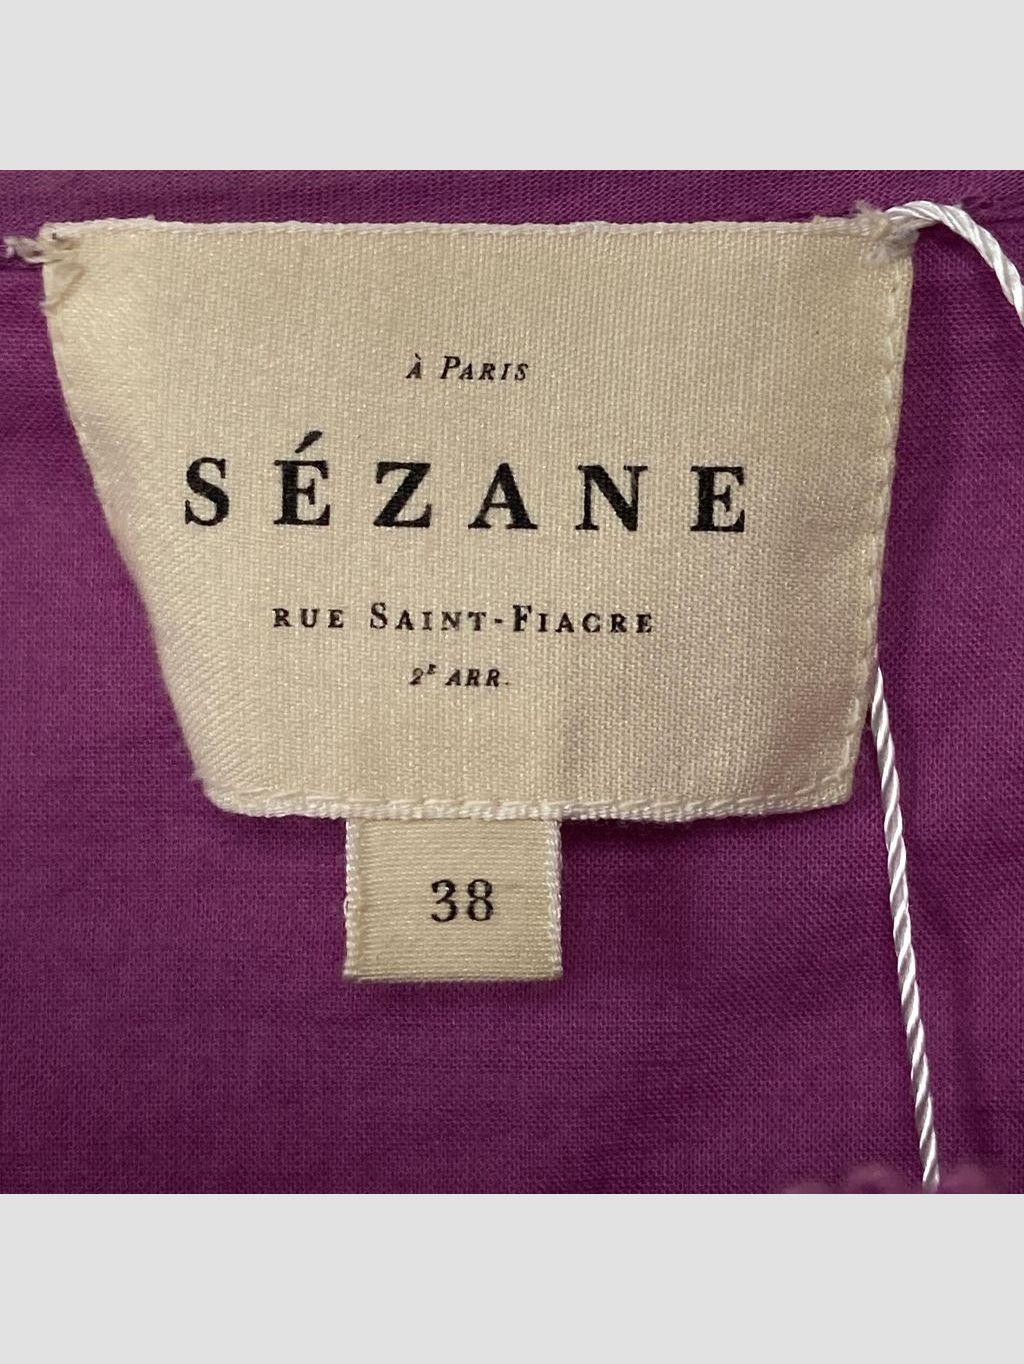 À PARIS
SÉZANE
RUE SAINT-FIACRE
2E ARR.
38